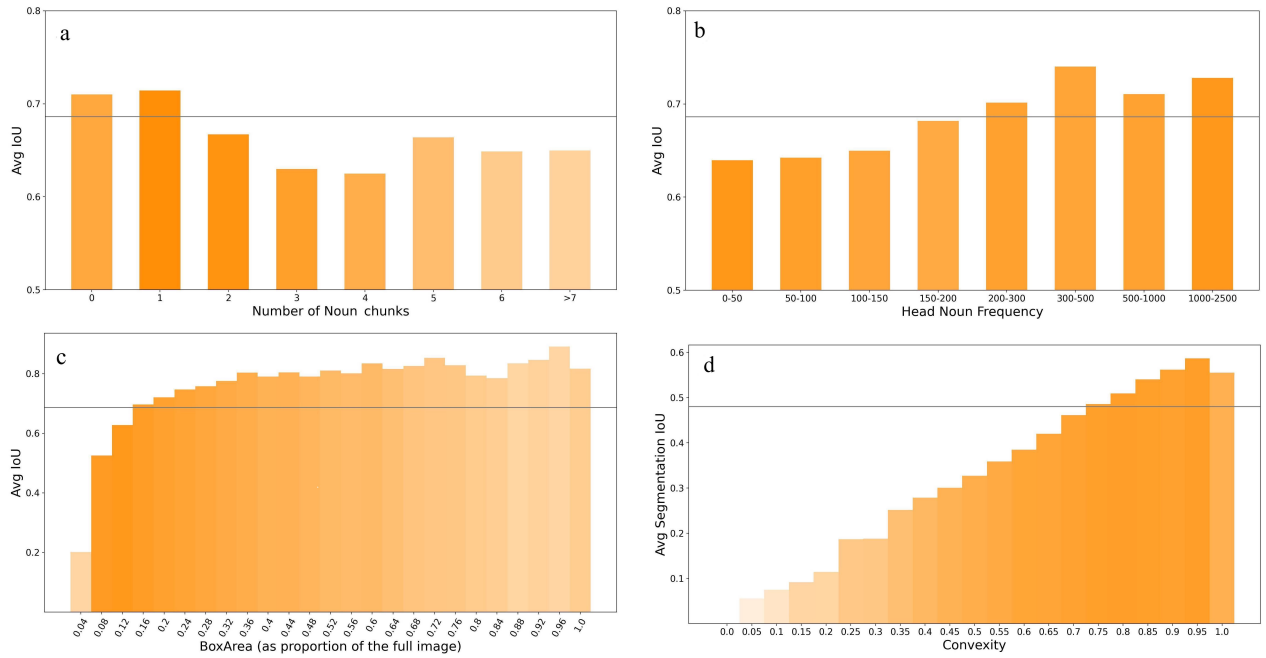 a
0.8
0.7
0.6
0.5
Avg IoU
0 1 2 3 4 5 6 >7
Number of Noun chunks
b
0.8
0.7
0.6
0.5
Avg IoU
0-50 50-100 100-150 150-200 200-300 300-500 500-1000 1000-2500
Head Noun Frequency
c
0.8
0.6
0.4
0.2
Avg IoU
0.04 0.08 0.12 0.16 0.2 0.24 0.28 0.32 0.36 0.4 0.44 0.48 0.52 0.56 0.6 0.64 0.68 0.72 0.76 0.8 0.84 0.88 0.92 0.96 1.0
BoxArea (as proportion of the full image)
d
0.6
0.5
0.4
0.3
0.2
0.1
Avg Segmentation IoU
0.0 0.05 0.1 0.15 0.2 0.25 0.3 0.35 0.4 0.45 0.5 0.55 0.6 0.65 0.7 0.75 0.8 0.85 0.9 0.95 1.0
Convexity